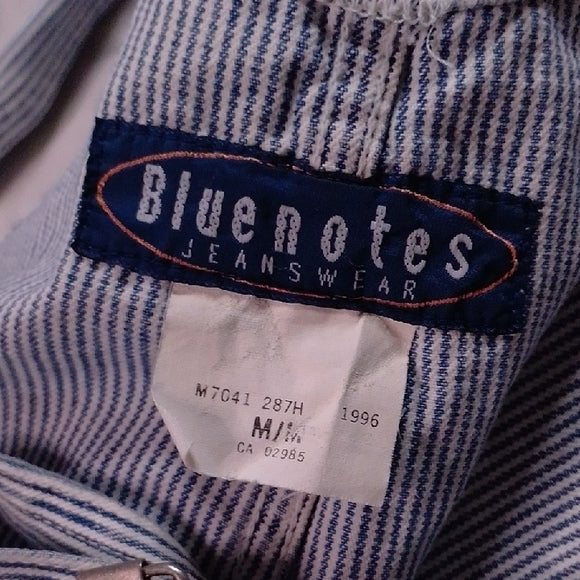 Bluenotes
JEANSWEAR
M7041 287H 1996
M/M
CA 02985